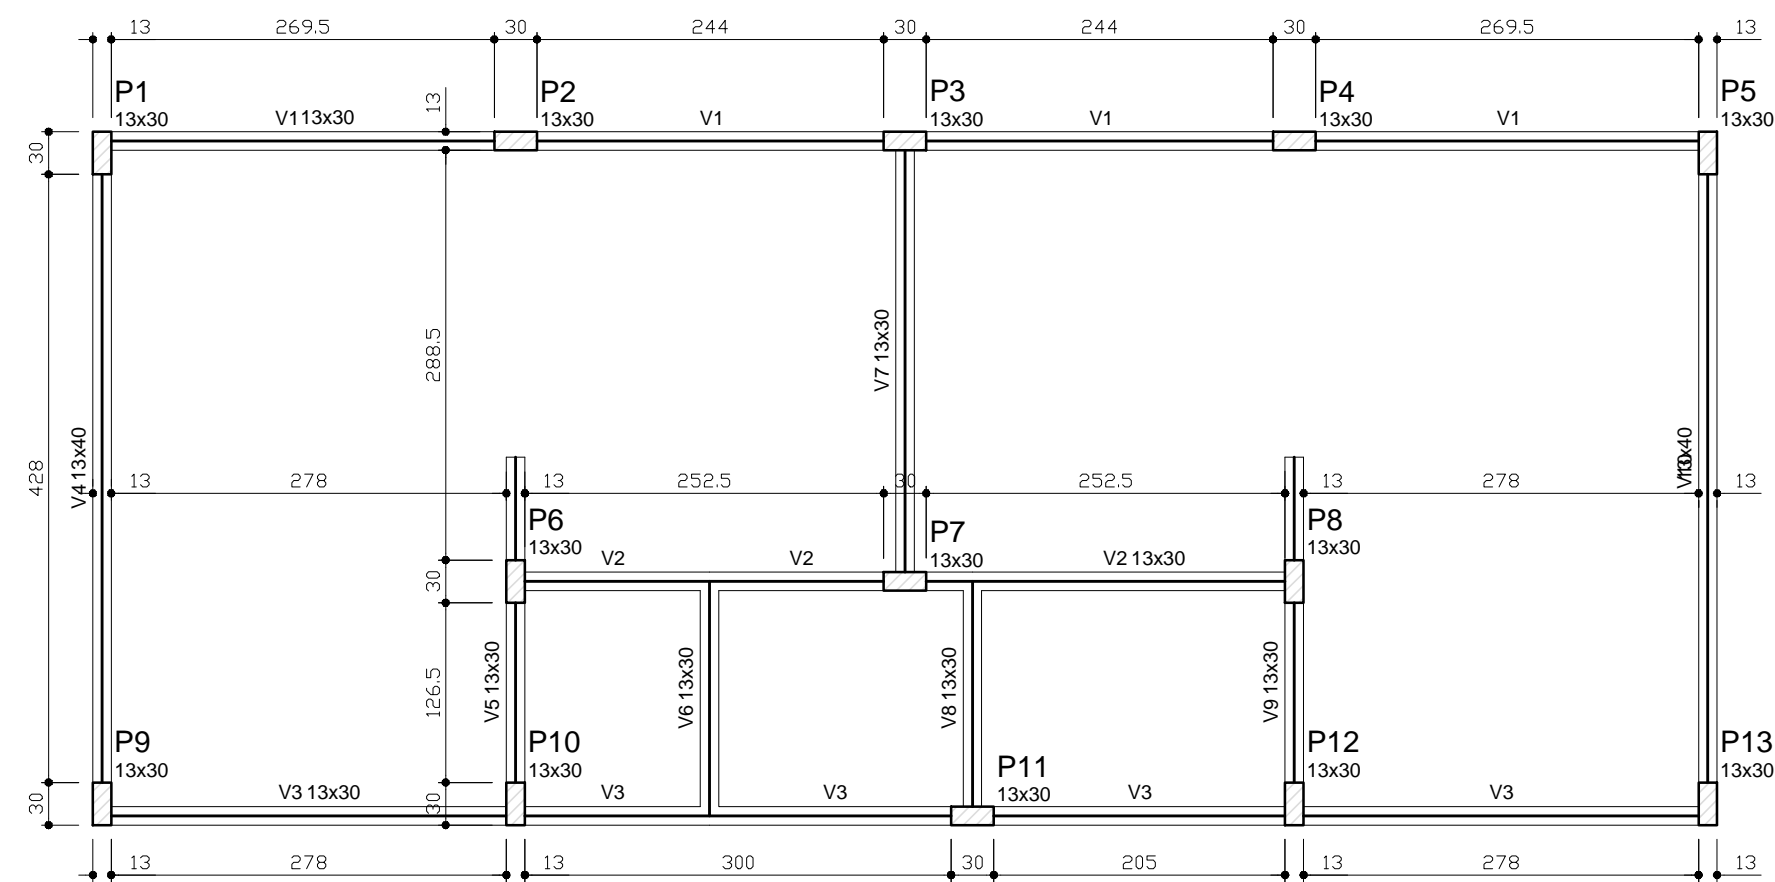 13 269.5 30 244 30 244 30 269.5 13
P1 P2 P3 P4 P5
13x30 V1 13x30 13 13x30 V1 13x30 V1 13x30 V1 13x30
30
288.5
V7 13x30
428
V4 13x40
13 278 13 252.5 30 252.5 13 278 13
P6 P7 P8
13x30 13x30 13x30
V2 V2 V2 13x30
30
126.5
V5 13x30 V6 13x30 V8 13x30 V9 13x30
P9 P10 P11 P12 P13
13x30 13x30 13x30 13x30 13x30
30 V3 13x30 30 V3 V3 V3 V3
13 278 13 300 30 205 13 278 13